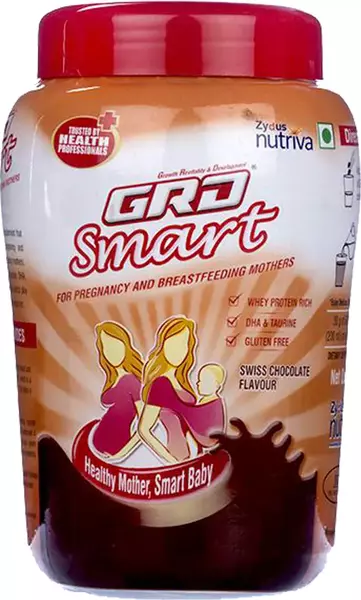 TRUSTED BY
HEALTH
PROFESSIONALS
Zydus
nutriva
Growth Revitality & Development
GRD®
Smart
FOR PREGNANCY AND BREASTFEEDING MOTHERS
WHEY PROTEIN RICH
DHA & TAURINE
GLUTEN FREE
SWISS CHOCOLATE
FLAVOUR
Healthy Mother, Smart Baby